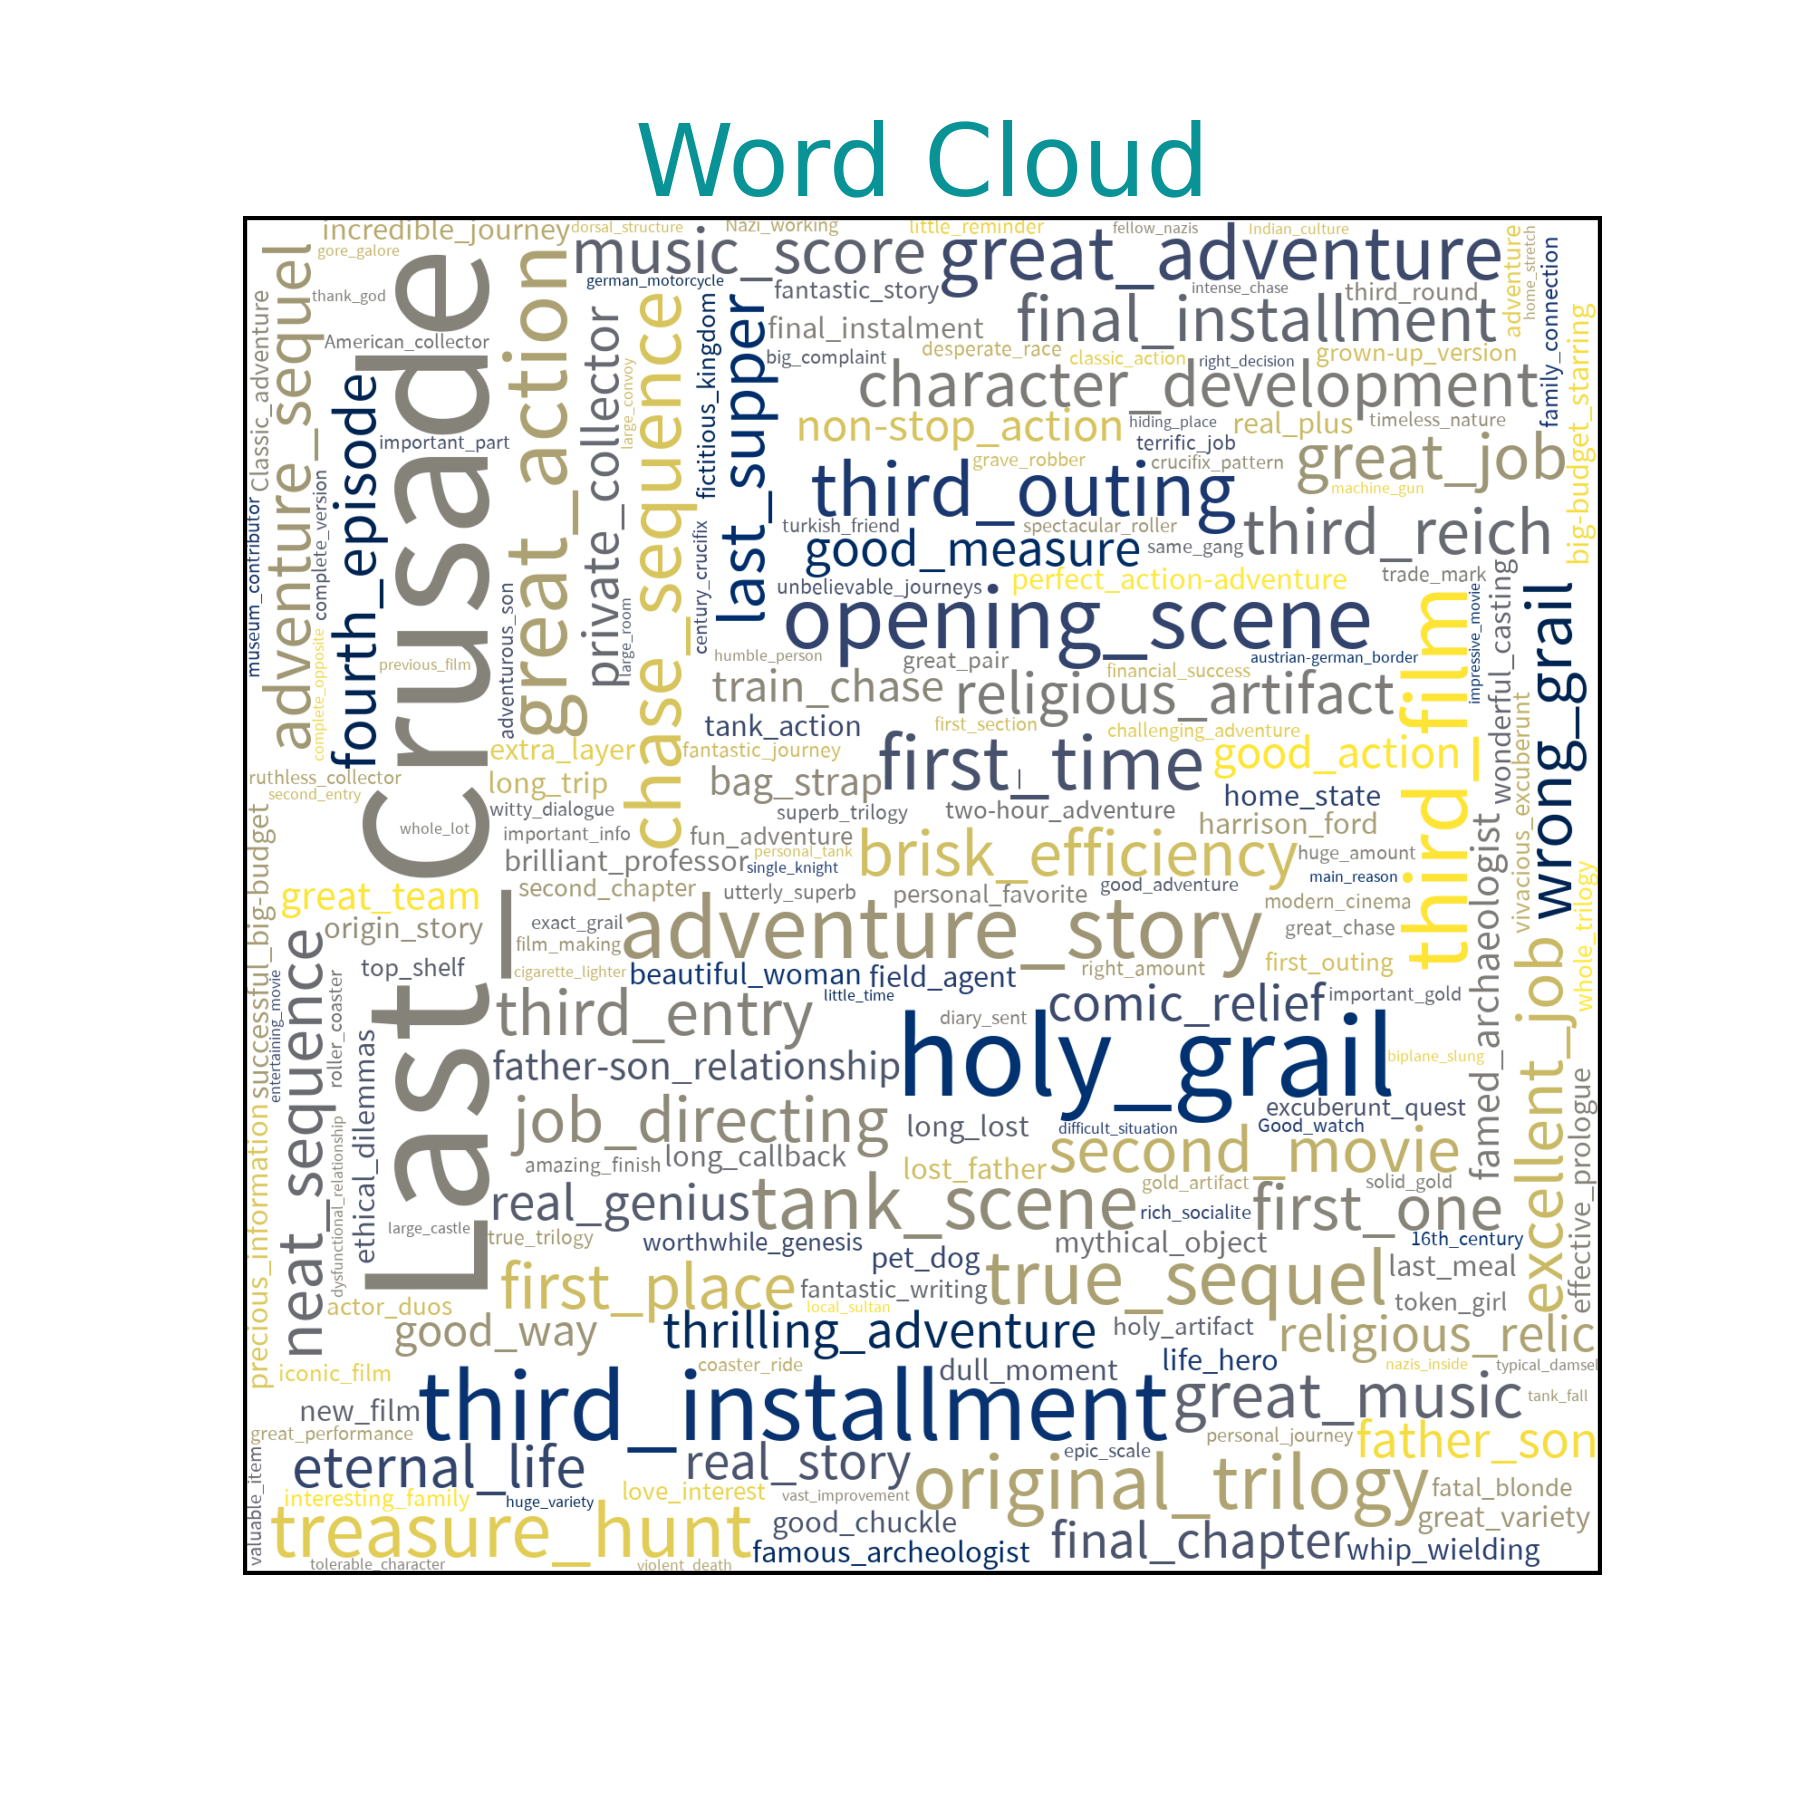 Word Cloud
incredible_journey
dorsal_structure
Nazi_working
little_reminder
fellow_nazis
Indian_culture
gore_galore
music_score
great_adventure
adventure
home_stretch
family_connection
german_motorcycle
thank_god
fantastic_story
intense_chase
third_round
final_installment
final_instalment
American_collector
big_complaint
desperate_race
classic_action
right_decision
grown-up_version
big-budget_starring
Classic_adventure
adventure_sequel
fourth_episode
Last_Crusade
great_action
private_collector
large_convoy
chase_sequence
fictitious_kingdom
last_supper
character_development
non-stop_action
hiding_place
real_plus
timeless_nature
important_part
terrific_job
great_job
grave_robber
crucifix_pattern
third_outing
machine_gun
museum_contributor
complete_version
turkish_friend
spectacular_roller
third_reich
good_measure
same_gang
century_crucifix
unbelievable_journeys
perfect_action-adventure
trade_mark
adventurous_son
large_room
opening_scene
third_film
impressive_movie
wonderful_casting
wrong_grail
complete_opposite
previous_film
humble_person
great_pair
austrian-german_border
financial_success
train_chase
religious_artifact
tank_action
first_section
challenging_adventure
extra_layer
fantastic_journey
first_time
good_action
vivacious_excuberunt
ruthless_collector
long_trip
bag_strap
second_entry
home_state
witty_dialogue
superb_trilogy
two-hour_adventure
whole_lot
important_info
fun_adventure
harrison_ford
brilliant_professor
personal_tank
brisk_efficiency
huge_amount
single_knight
main_reason
great_team
second_chapter
utterly_superb
personal_favorite
good_adventure
modern_cinema
whole_trilogy
origin_story
exact_grail
adventure_story
great_chase
film_making
successful_big-budget
neat_sequence
top_shelf
cigarette_lighter
beautiful_woman
field_agent
right_amount
first_outing
famed_archaeologist
excellent_job
entertaining_movie
roller_coaster
third_entry
little_time
comic_relief
important_gold
diary_sent
holy_grail
ethical_dilemmas
father-son_relationship
biplane_slung
job_directing
long_lost
excuberunt_quest
difficult_situation
Good_watch
effective_prologue
precious_information
dysfunctional_relationship
amazing_finish
long_callback
lost_father
second_movie
real_genius
tank_scene
gold_artifact
solid_gold
rich_socialite
first_one
large_castle
true_trilogy
worthwhile_genesis
mythical_object
16th_century
pet_dog
first_place
fantastic_writing
true_sequel
last_meal
actor_duos
local_sultan
token_girl
good_way
thrilling_adventure
holy_artifact
religious_relic
iconic_film
coaster_ride
dull_moment
life_hero
nazis_inside
typical_damsel
new_film
third_installment
great_music
tank_fall
great_performance
personal_journey
father_son
eternal_life
real_story
epic_scale
valuable_item
interesting_family
huge_variety
love_interest
vast_improvement
original_trilogy
fatal_blonde
treasure_hunt
good_chuckle
great_variety
famous_archeologist
final_chapter
whip_wielding
tolerable_character
violent_death